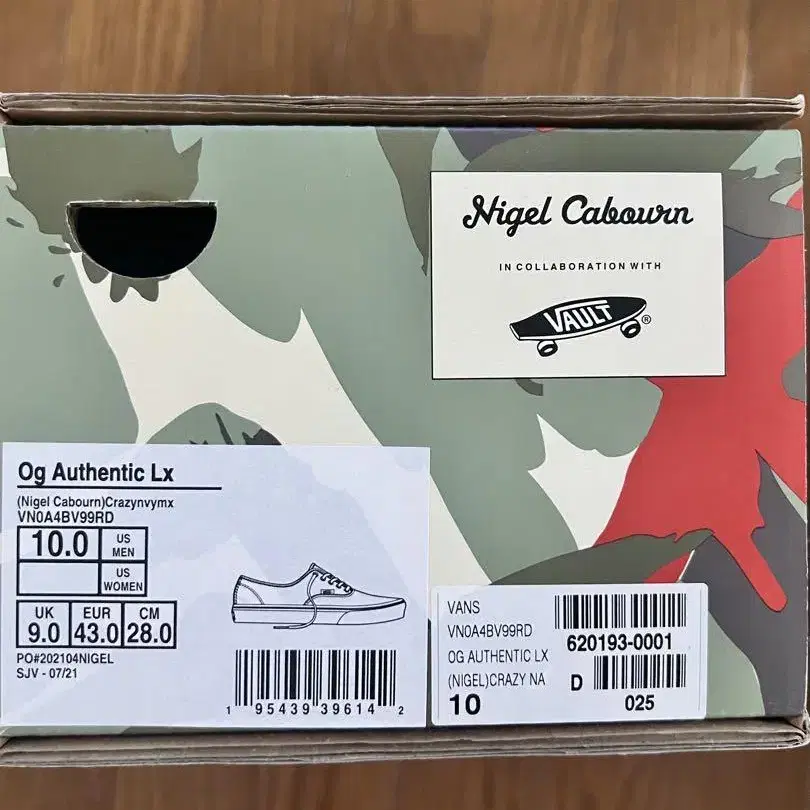 Nigel Cabourn
IN COLLABORATION WITH
VAULT®
Og Authentic Lx
(Nigel Cabourn)Crazynvymx
VN0A4BV99RD
10.0 US MEN
US WOMEN
UK EUR CM
9.0 43.0 28.0
PO#202104NIGEL
SJV - 07/21
1 95439 39614 2
VANS
VN0A4BV99RD
OG AUTHENTIC LX
(NIGEL)CRAZY NA
10
620193-0001
D
025